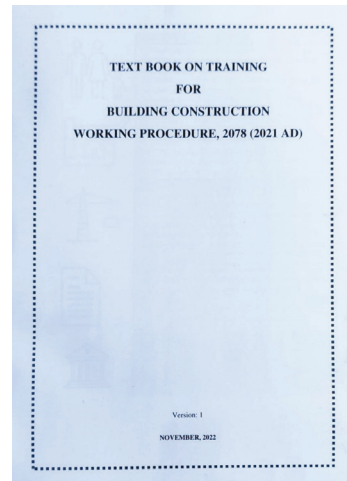 TEXT BOOK ON TRAINING
FOR
BUILDING CONSTRUCTION
WORKING PROCEDURE, 2078 (2021 AD)
Version: 1
NOVEMBER, 2022